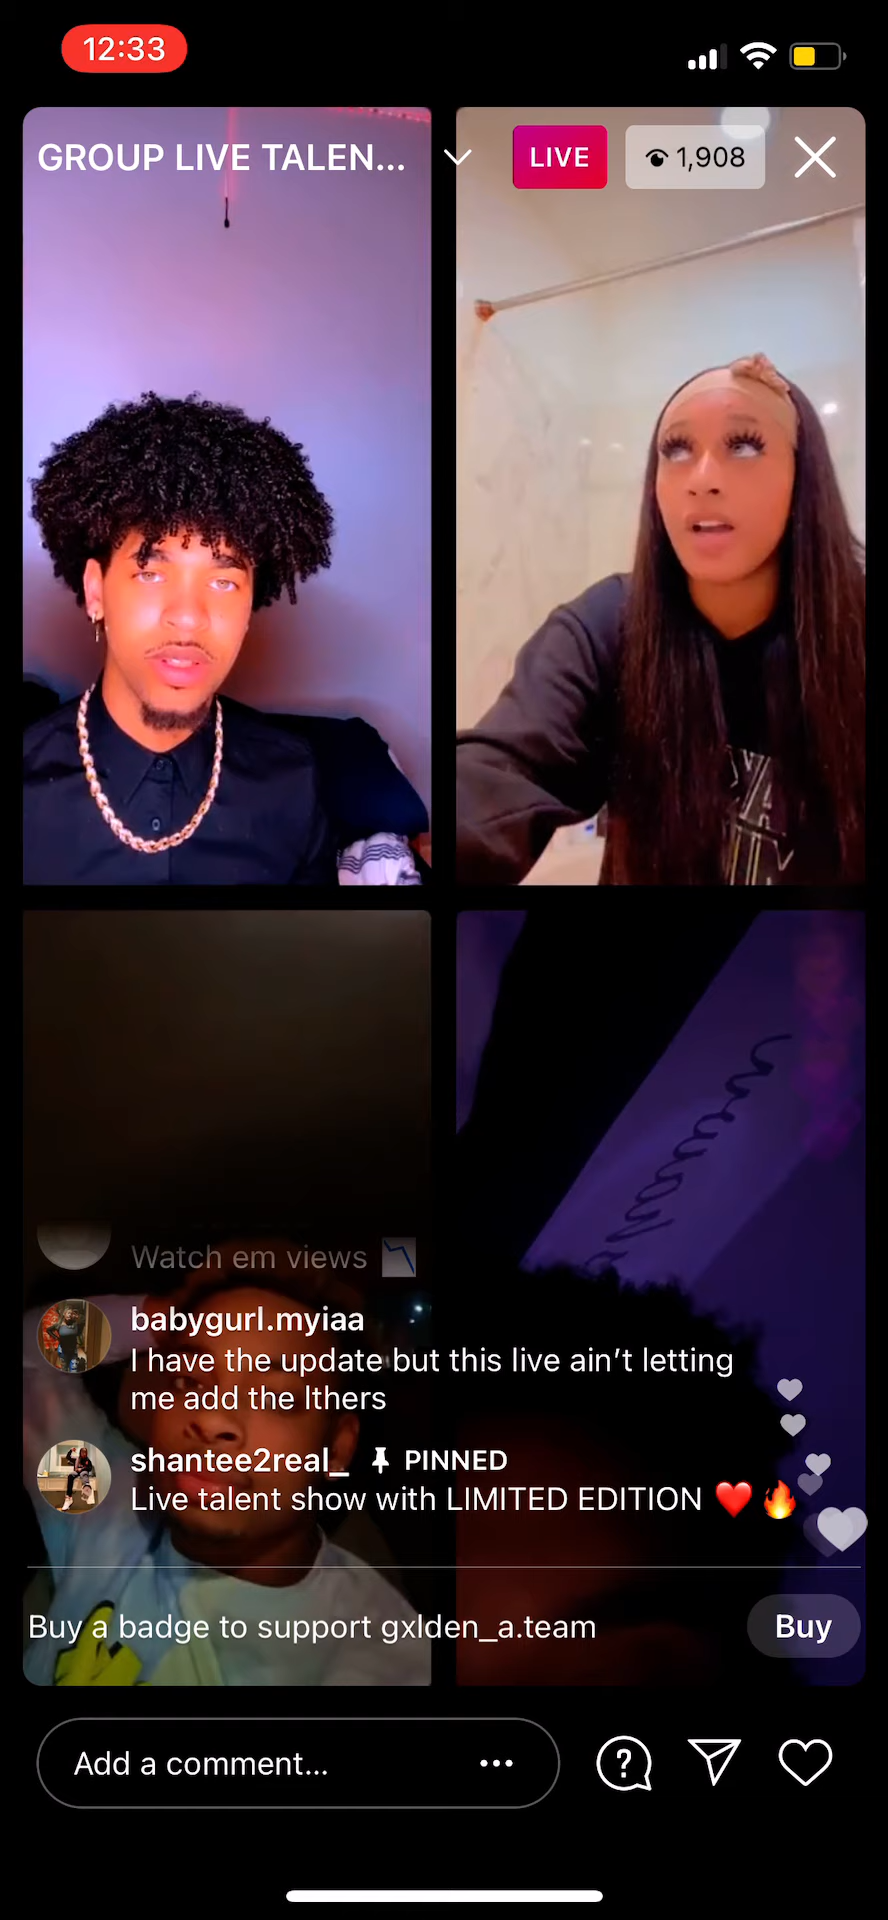 12:33
GROUP LIVE TALEN...
LIVE
1,908
Watch em views
babygurl.myiaa
I have the update but this live ain't letting
me add the Ithers
shantee2real_ PINNED
Live talent show with LIMITED EDITION ❤️ 🔥
Buy a badge to support gxlden_a.team
Buy
Add a comment...